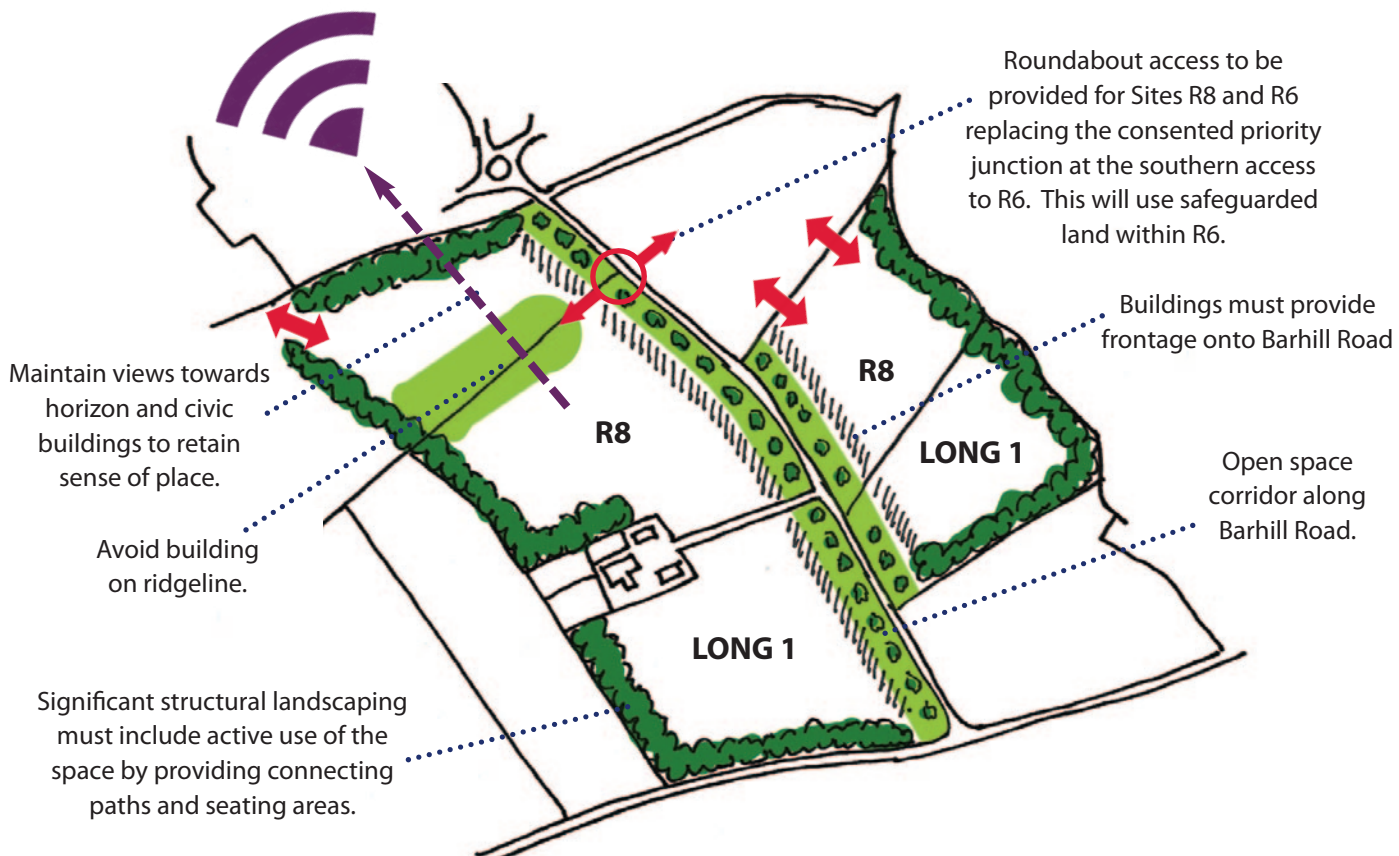 Roundabout access to be
provided for Sites R8 and R6
replacing the consented priority
junction at the southern access
to R6. This will use safeguarded
land within R6.
Buildings must provide
frontage onto Barhill Road
Maintain views towards
horizon and civic
buildings to retain
sense of place.
R8
R8
LONG 1
Open space
corridor along
Barhill Road.
Avoid building
on ridgeline.
LONG 1
Significant structural landscaping
must include active use of the
space by providing connecting
paths and seating areas.